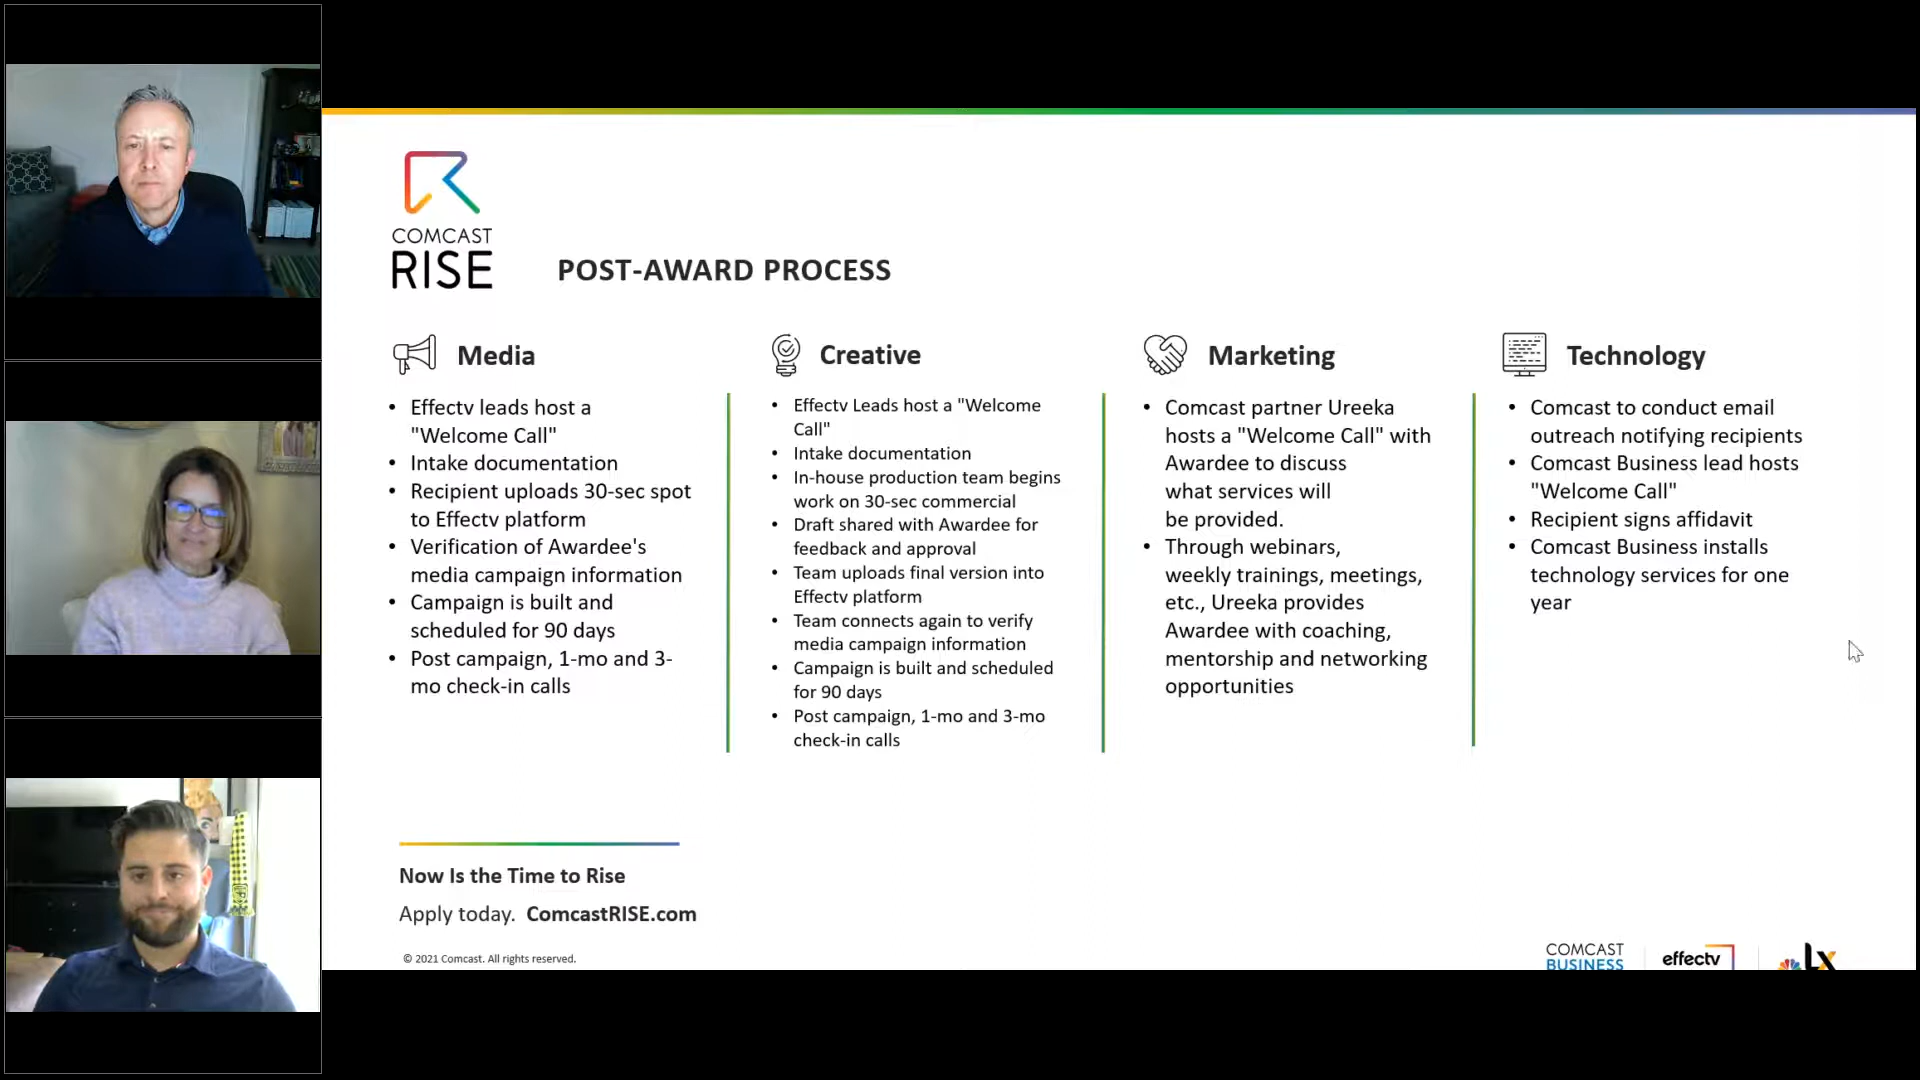 COMCAST
RISE
POST-AWARD PROCESS
Media
• Effectv leads host a
"Welcome Call"
• Intake documentation
• Recipient uploads 30-sec spot
to Effectv platform
• Verification of Awardee's
media campaign information
• Campaign is built and
scheduled for 90 days
• Post campaign, 1-mo and 3-
mo check-in calls
Creative
• Effectv Leads host a "Welcome
Call"
• Intake documentation
• In-house production team begins
work on 30-sec commercial
• Draft shared with Awardee for
feedback and approval
• Team uploads final version into
Effectv platform
• Team connects again to verify
media campaign information
• Campaign is built and scheduled
for 90 days
• Post campaign, 1-mo and 3-mo
check-in calls
Marketing
• Comcast partner Ureeka
hosts a "Welcome Call" with
Awardee to discuss
what services will
be provided.
• Through webinars,
weekly trainings, meetings,
etc., Ureeka provides
Awardee with coaching,
mentorship and networking
opportunities
Technology
• Comcast to conduct email
outreach notifying recipients
• Comcast Business lead hosts
"Welcome Call"
• Recipient signs affidavit
• Comcast Business installs
technology services for one
year
Now Is the Time to Rise
Apply today. ComcastRISE.com
© 2021 Comcast. All rights reserved.
COMCAST
BUSINESS
effectv
LX